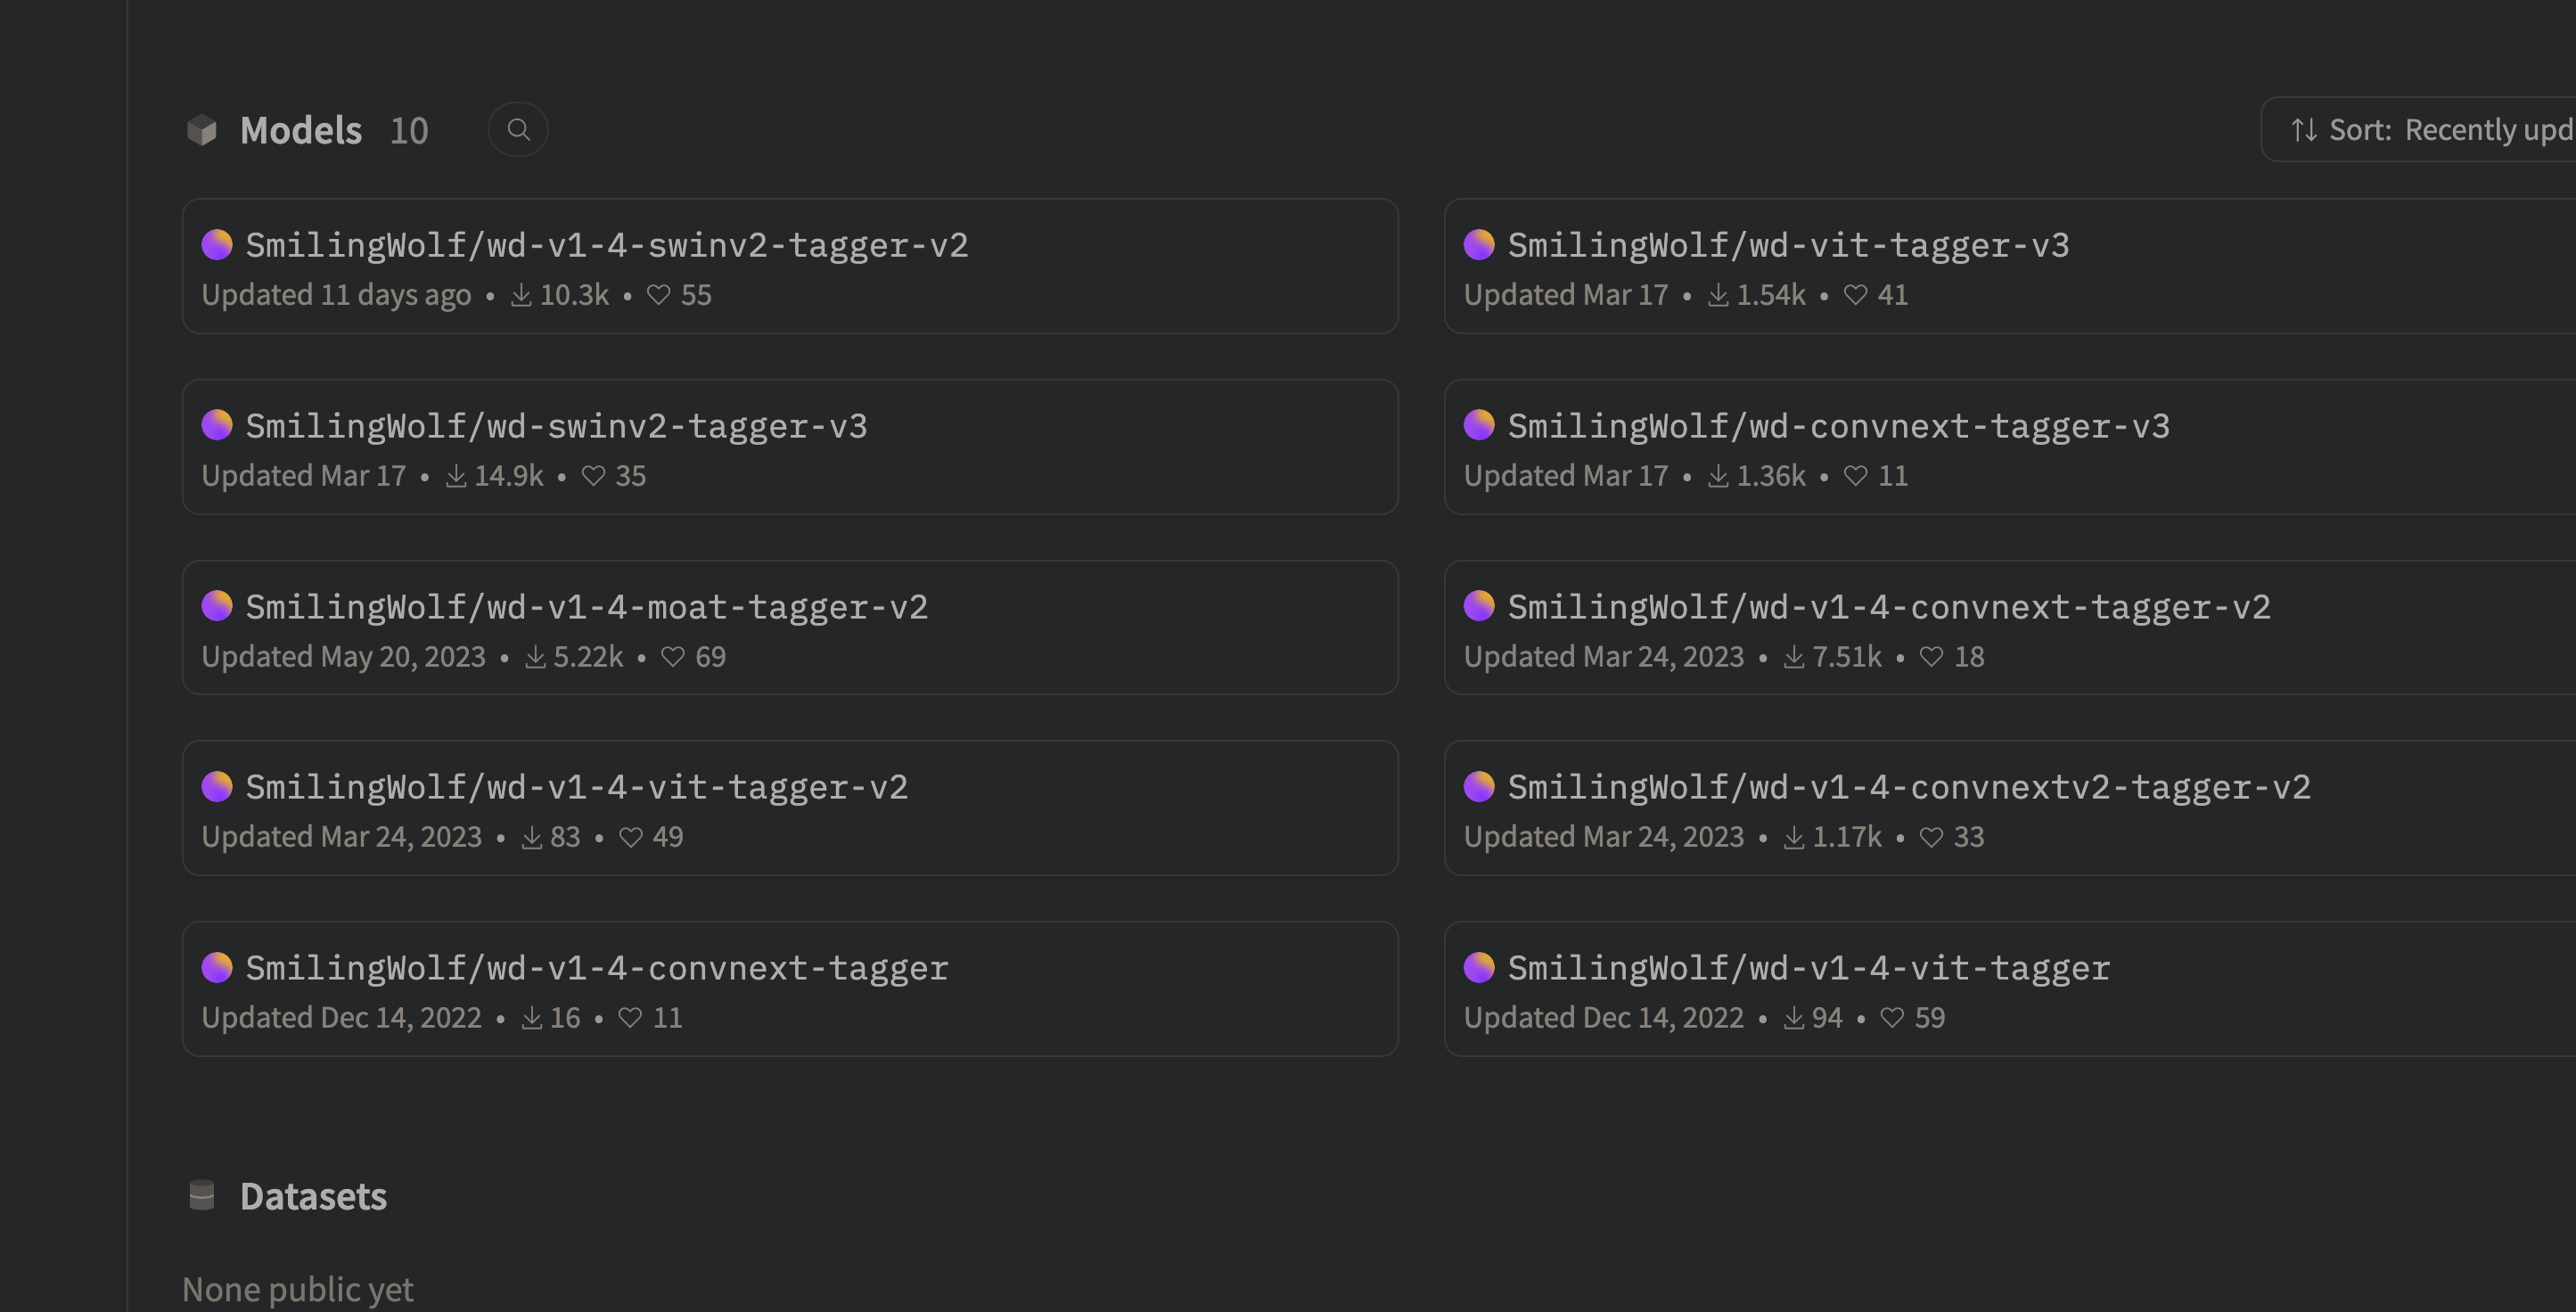 Models 10
Sort: Recently upd
SmilingWolf/wd-v1-4-swinv2-tagger-v2
Updated 11 days ago • 10.3k • 55
SmilingWolf/wd-vit-tagger-v3
Updated Mar 17 • 1.54k • 41
SmilingWolf/wd-swinv2-tagger-v3
Updated Mar 17 • 14.9k • 35
SmilingWolf/wd-convnext-tagger-v3
Updated Mar 17 • 1.36k • 11
SmilingWolf/wd-v1-4-moat-tagger-v2
Updated May 20, 2023 • 5.22k • 69
SmilingWolf/wd-v1-4-convnext-tagger-v2
Updated Mar 24, 2023 • 7.51k • 18
SmilingWolf/wd-v1-4-vit-tagger-v2
Updated Mar 24, 2023 • 83 • 49
SmilingWolf/wd-v1-4-convnextv2-tagger-v2
Updated Mar 24, 2023 • 1.17k • 33
SmilingWolf/wd-v1-4-convnext-tagger
Updated Dec 14, 2022 • 16 • 11
SmilingWolf/wd-v1-4-vit-tagger
Updated Dec 14, 2022 • 94 • 59
Datasets
None public yet